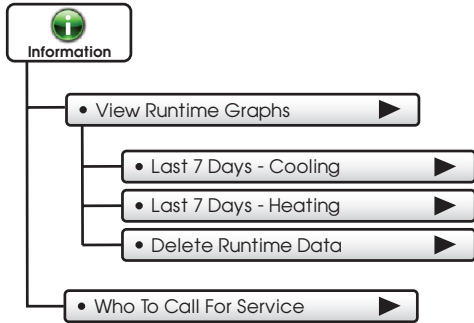 Information
• View Runtime Graphs
• Last 7 Days - Cooling
• Last 7 Days - Heating
• Delete Runtime Data
• Who To Call For Service